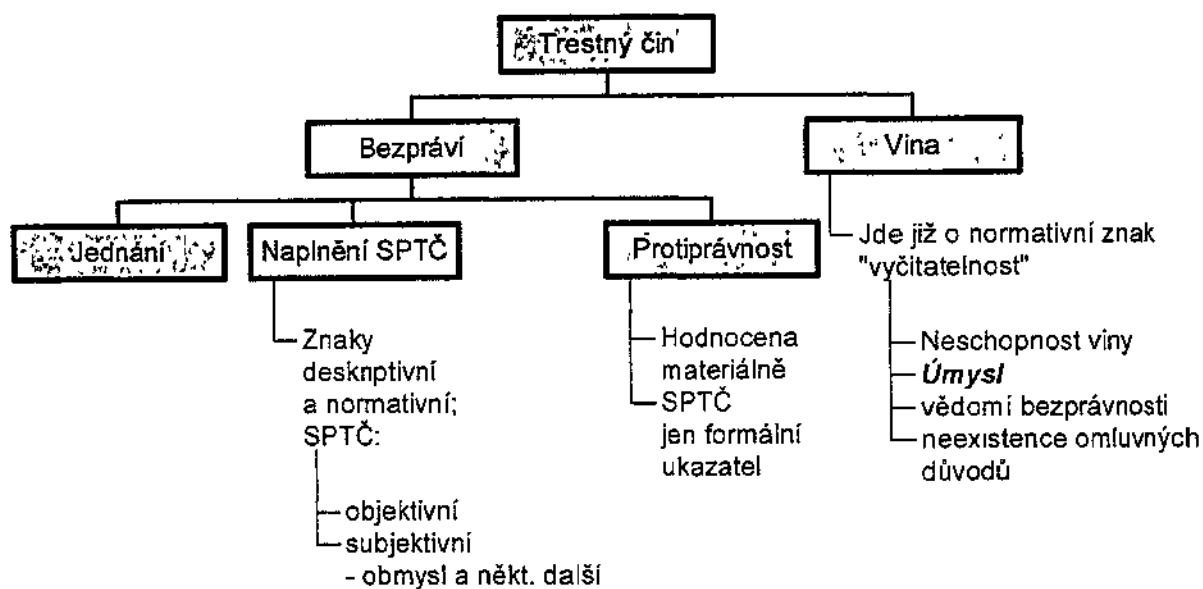 Trestný čin
Bezpráví
Vina
Jednání
Naplnění SPTČ
Protiprávnost
Jde již o normativní znak
"vyčitatelnost"
Znaky
deskriptivní
a normativní;
SPTČ:
objektivní
subjektivní
- obmysl a někt. další
Hodnocena
materiálně
SPTČ
jen formální
ukazatel
Neschopnost viny
Úmysl
vědomí bezprávnosti
neexistence omluvných
důvodů